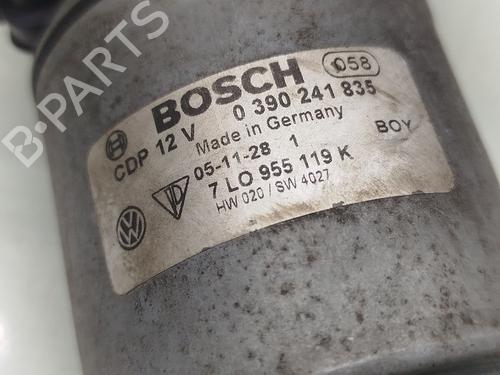 B-PARTS
BOSCH 058
CDP 12 V 0 390 241 835
Made in Germany
05-11-28 1 BOY
7 L0 955 119 K
HW 020 / SW 4027